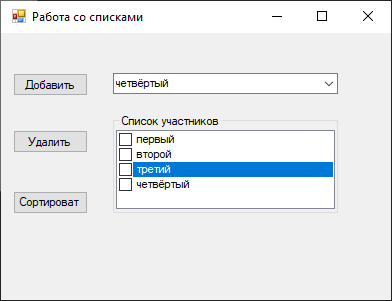 Работа со списками
Добавить
четвёртый
Список участников
Удалить
первый
второй
третий
четвёртый
Сортироват